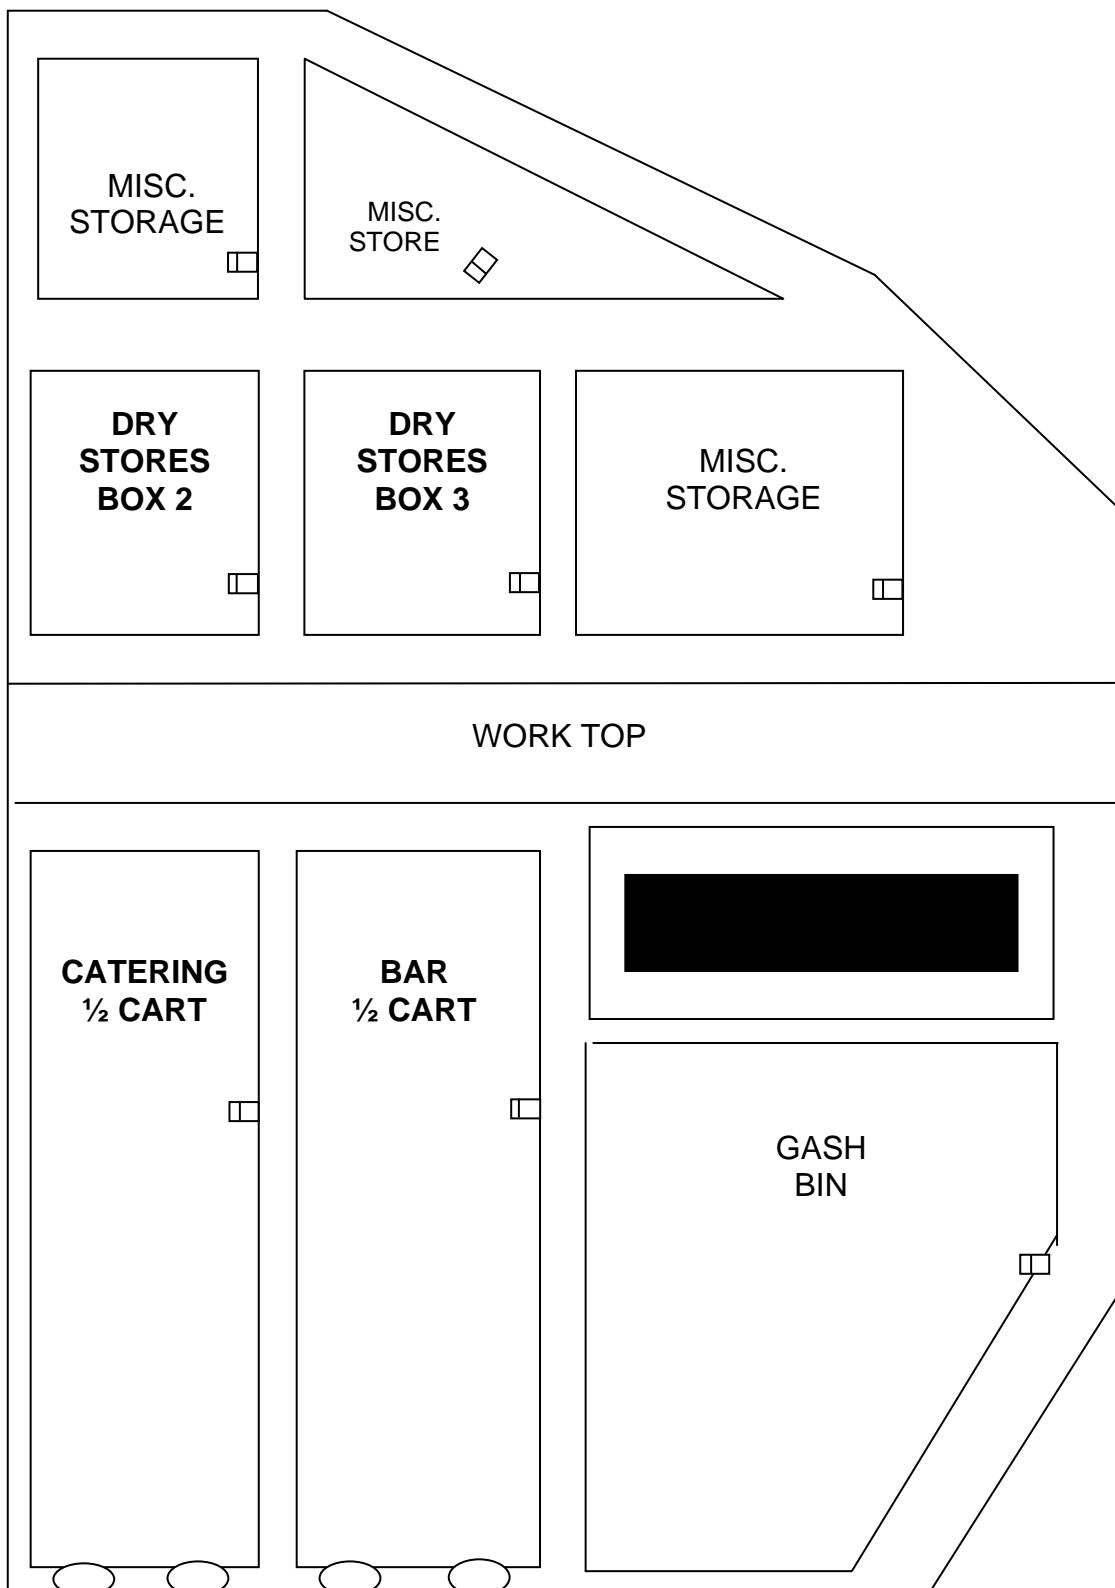 MISC.
STORAGE
MISC.
STORE
DRY
STORES
BOX 2
DRY
STORES
BOX 3
MISC.
STORAGE
WORK TOP
CATERING
½ CART
BAR
½ CART
GASH
BIN